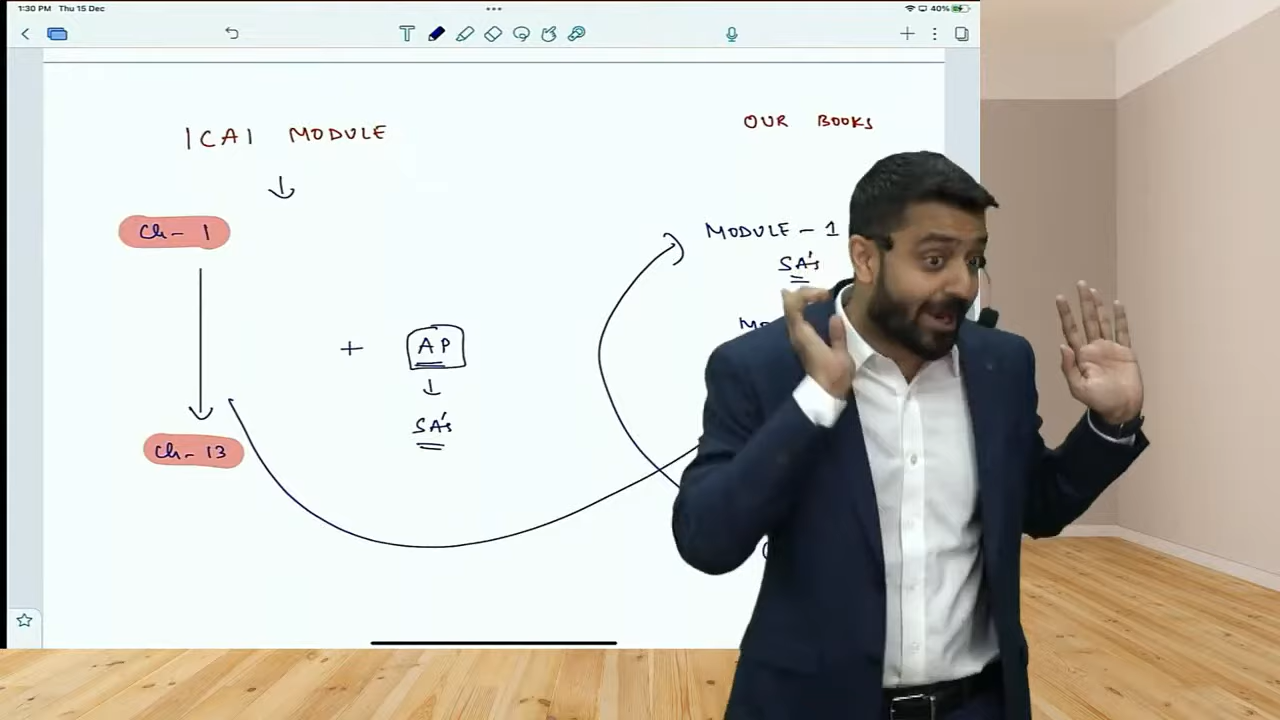 1:30 PM Thu 15 Dec
40%
T
ICAI MODULE
OUR BOOKS
Ch- 1
MODULE - 1
SA's
+ AP
SA's
Ch- 13